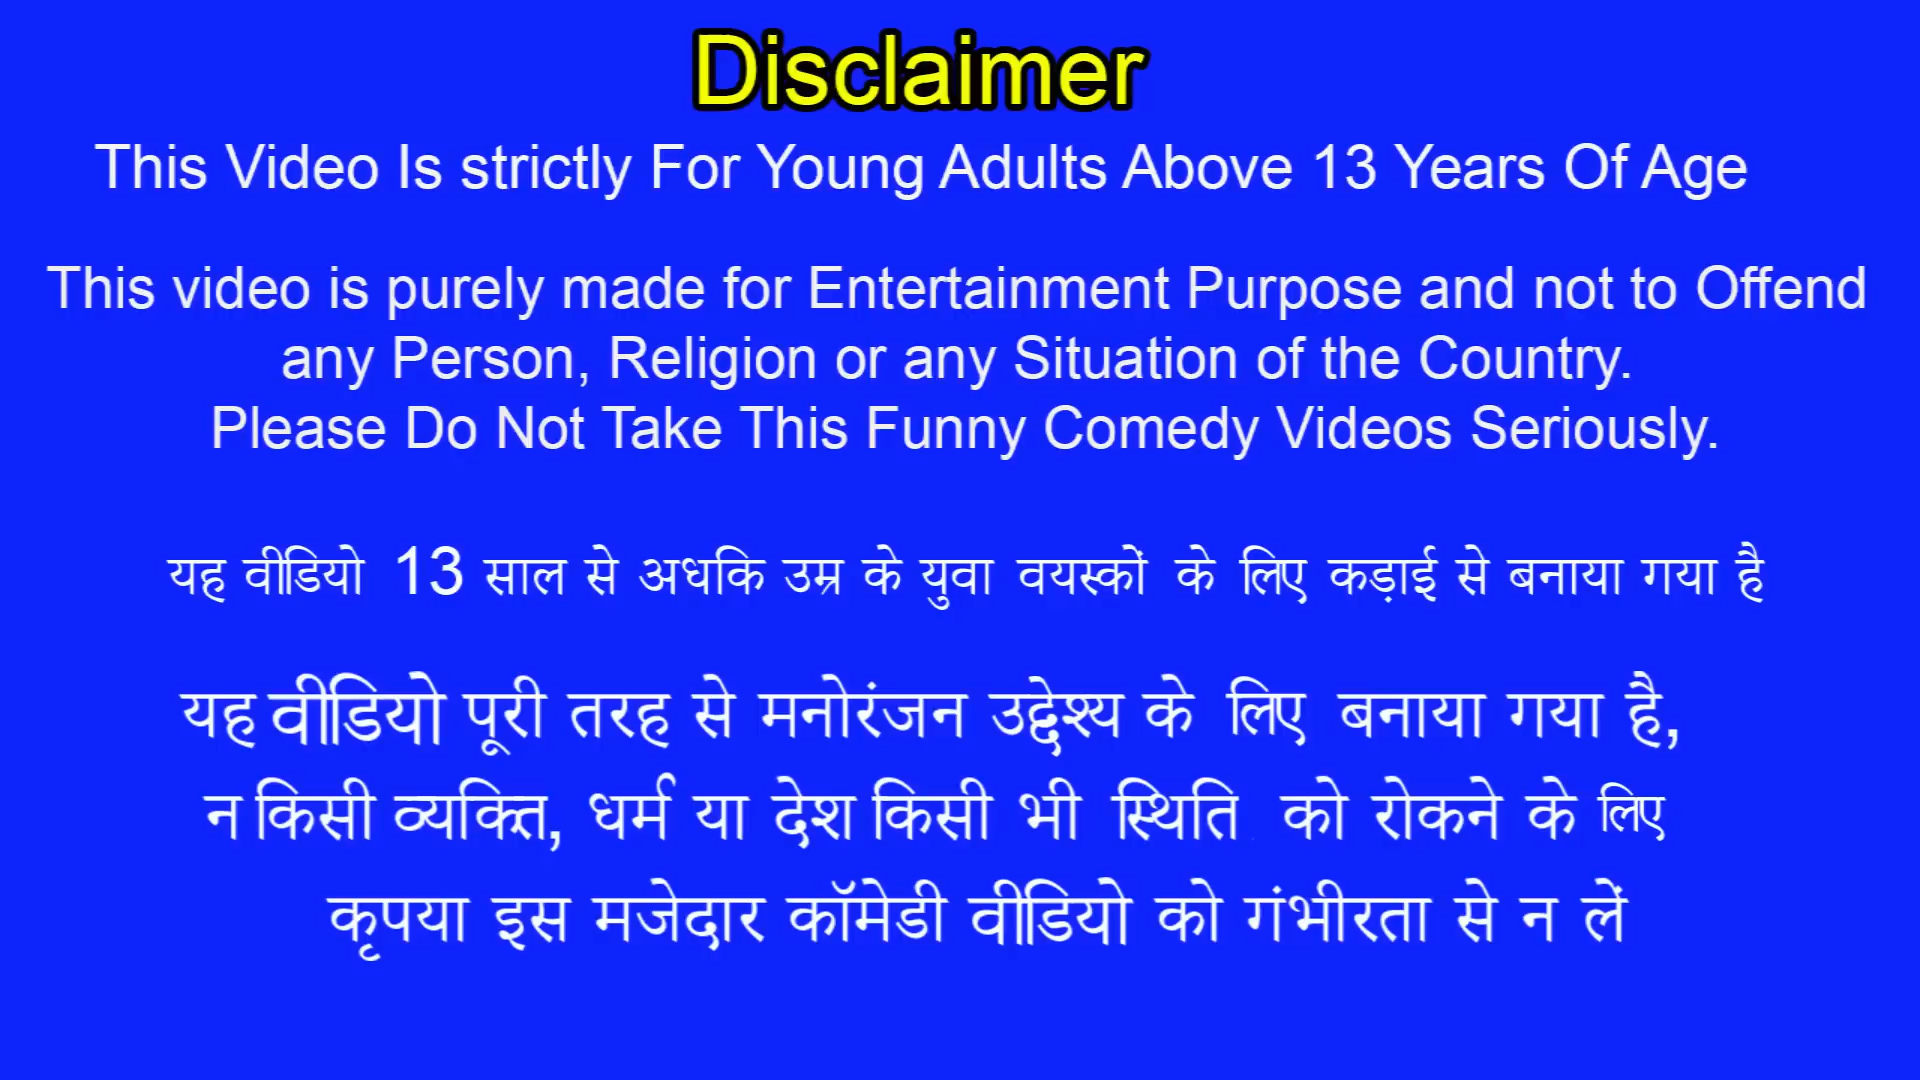 Disclaimer
This Video Is strictly For Young Adults Above 13 Years Of Age
This video is purely made for Entertainment Purpose and not to Offend
any Person, Religion or any Situation of the Country.
Please Do Not Take This Funny Comedy Videos Seriously.
यह वीडियो 13 साल से अधकि उम्र के युवा वयस्कों के लिए कड़ाई से बनाया गया है
यह वीडियो पूरी तरह से मनोरंजन उद्देश्य के लिए बनाया गया है,
न किसी व्यक्ति, धर्म या देश किसी भी स्थिति को रोकने के लिए
कृपया इस मजेदार कॉमेडी वीडियो को गंभीरता से न लें